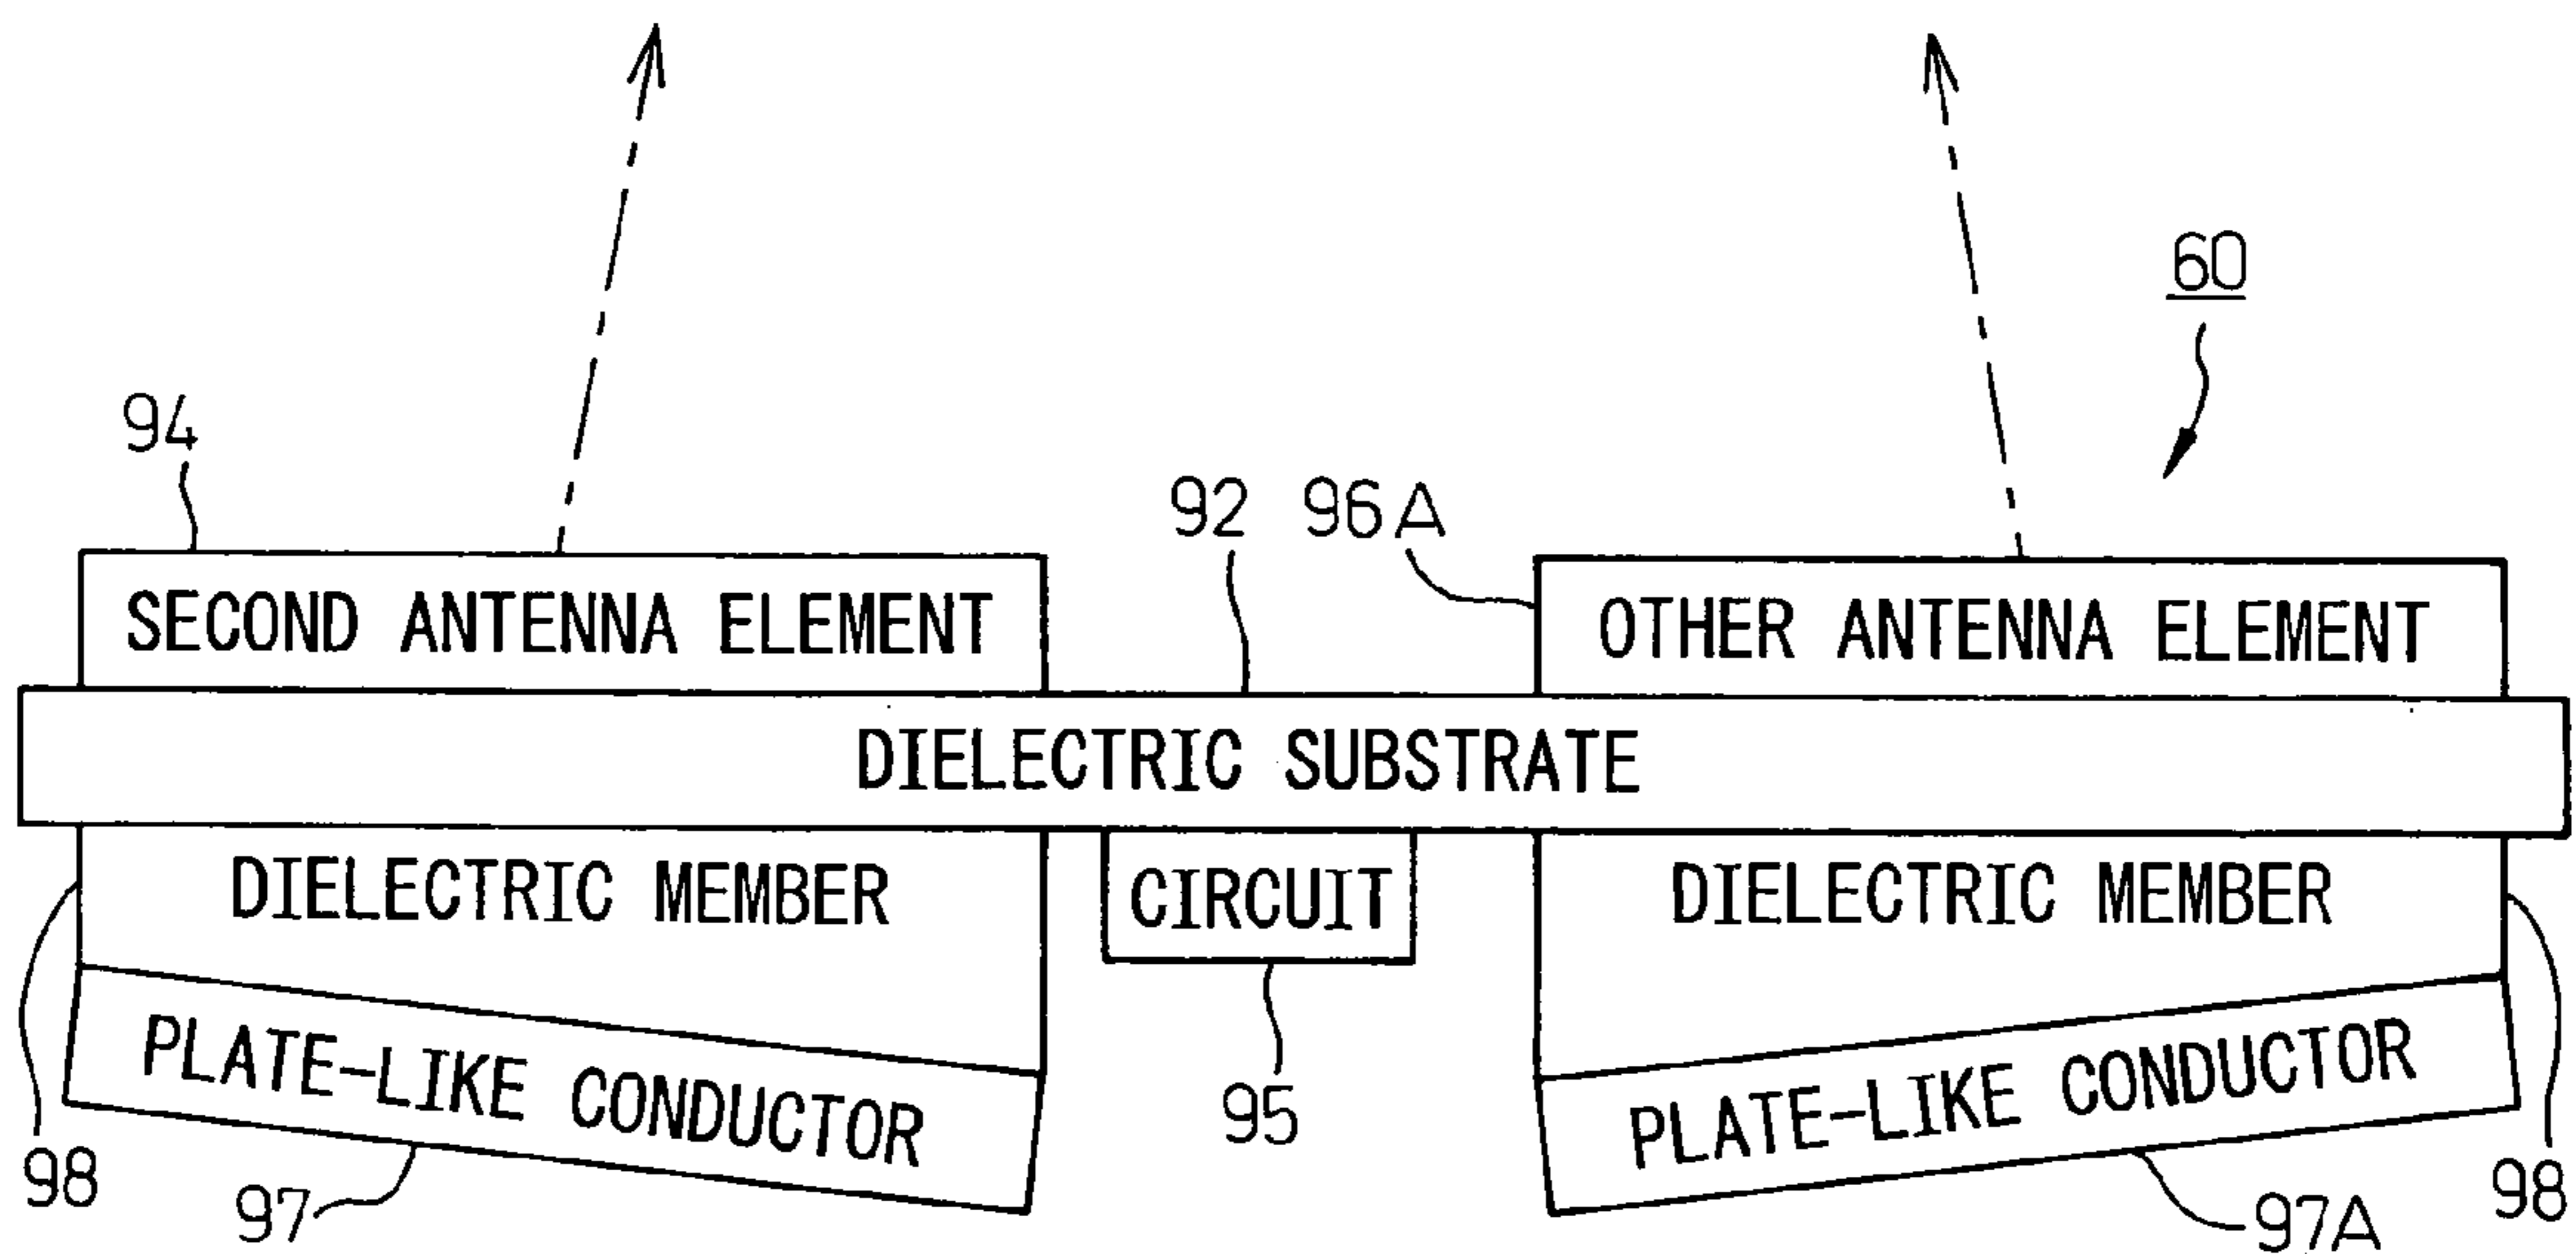 60
94
92 96A
SECOND ANTENNA ELEMENT
OTHER ANTENNA ELEMENT
DIELECTRIC SUBSTRATE
DIELECTRIC MEMBER
CIRCUIT
DIELECTRIC MEMBER
PLATE-LIKE CONDUCTOR
PLATE-LIKE CONDUCTOR
98
97
95
97A
98